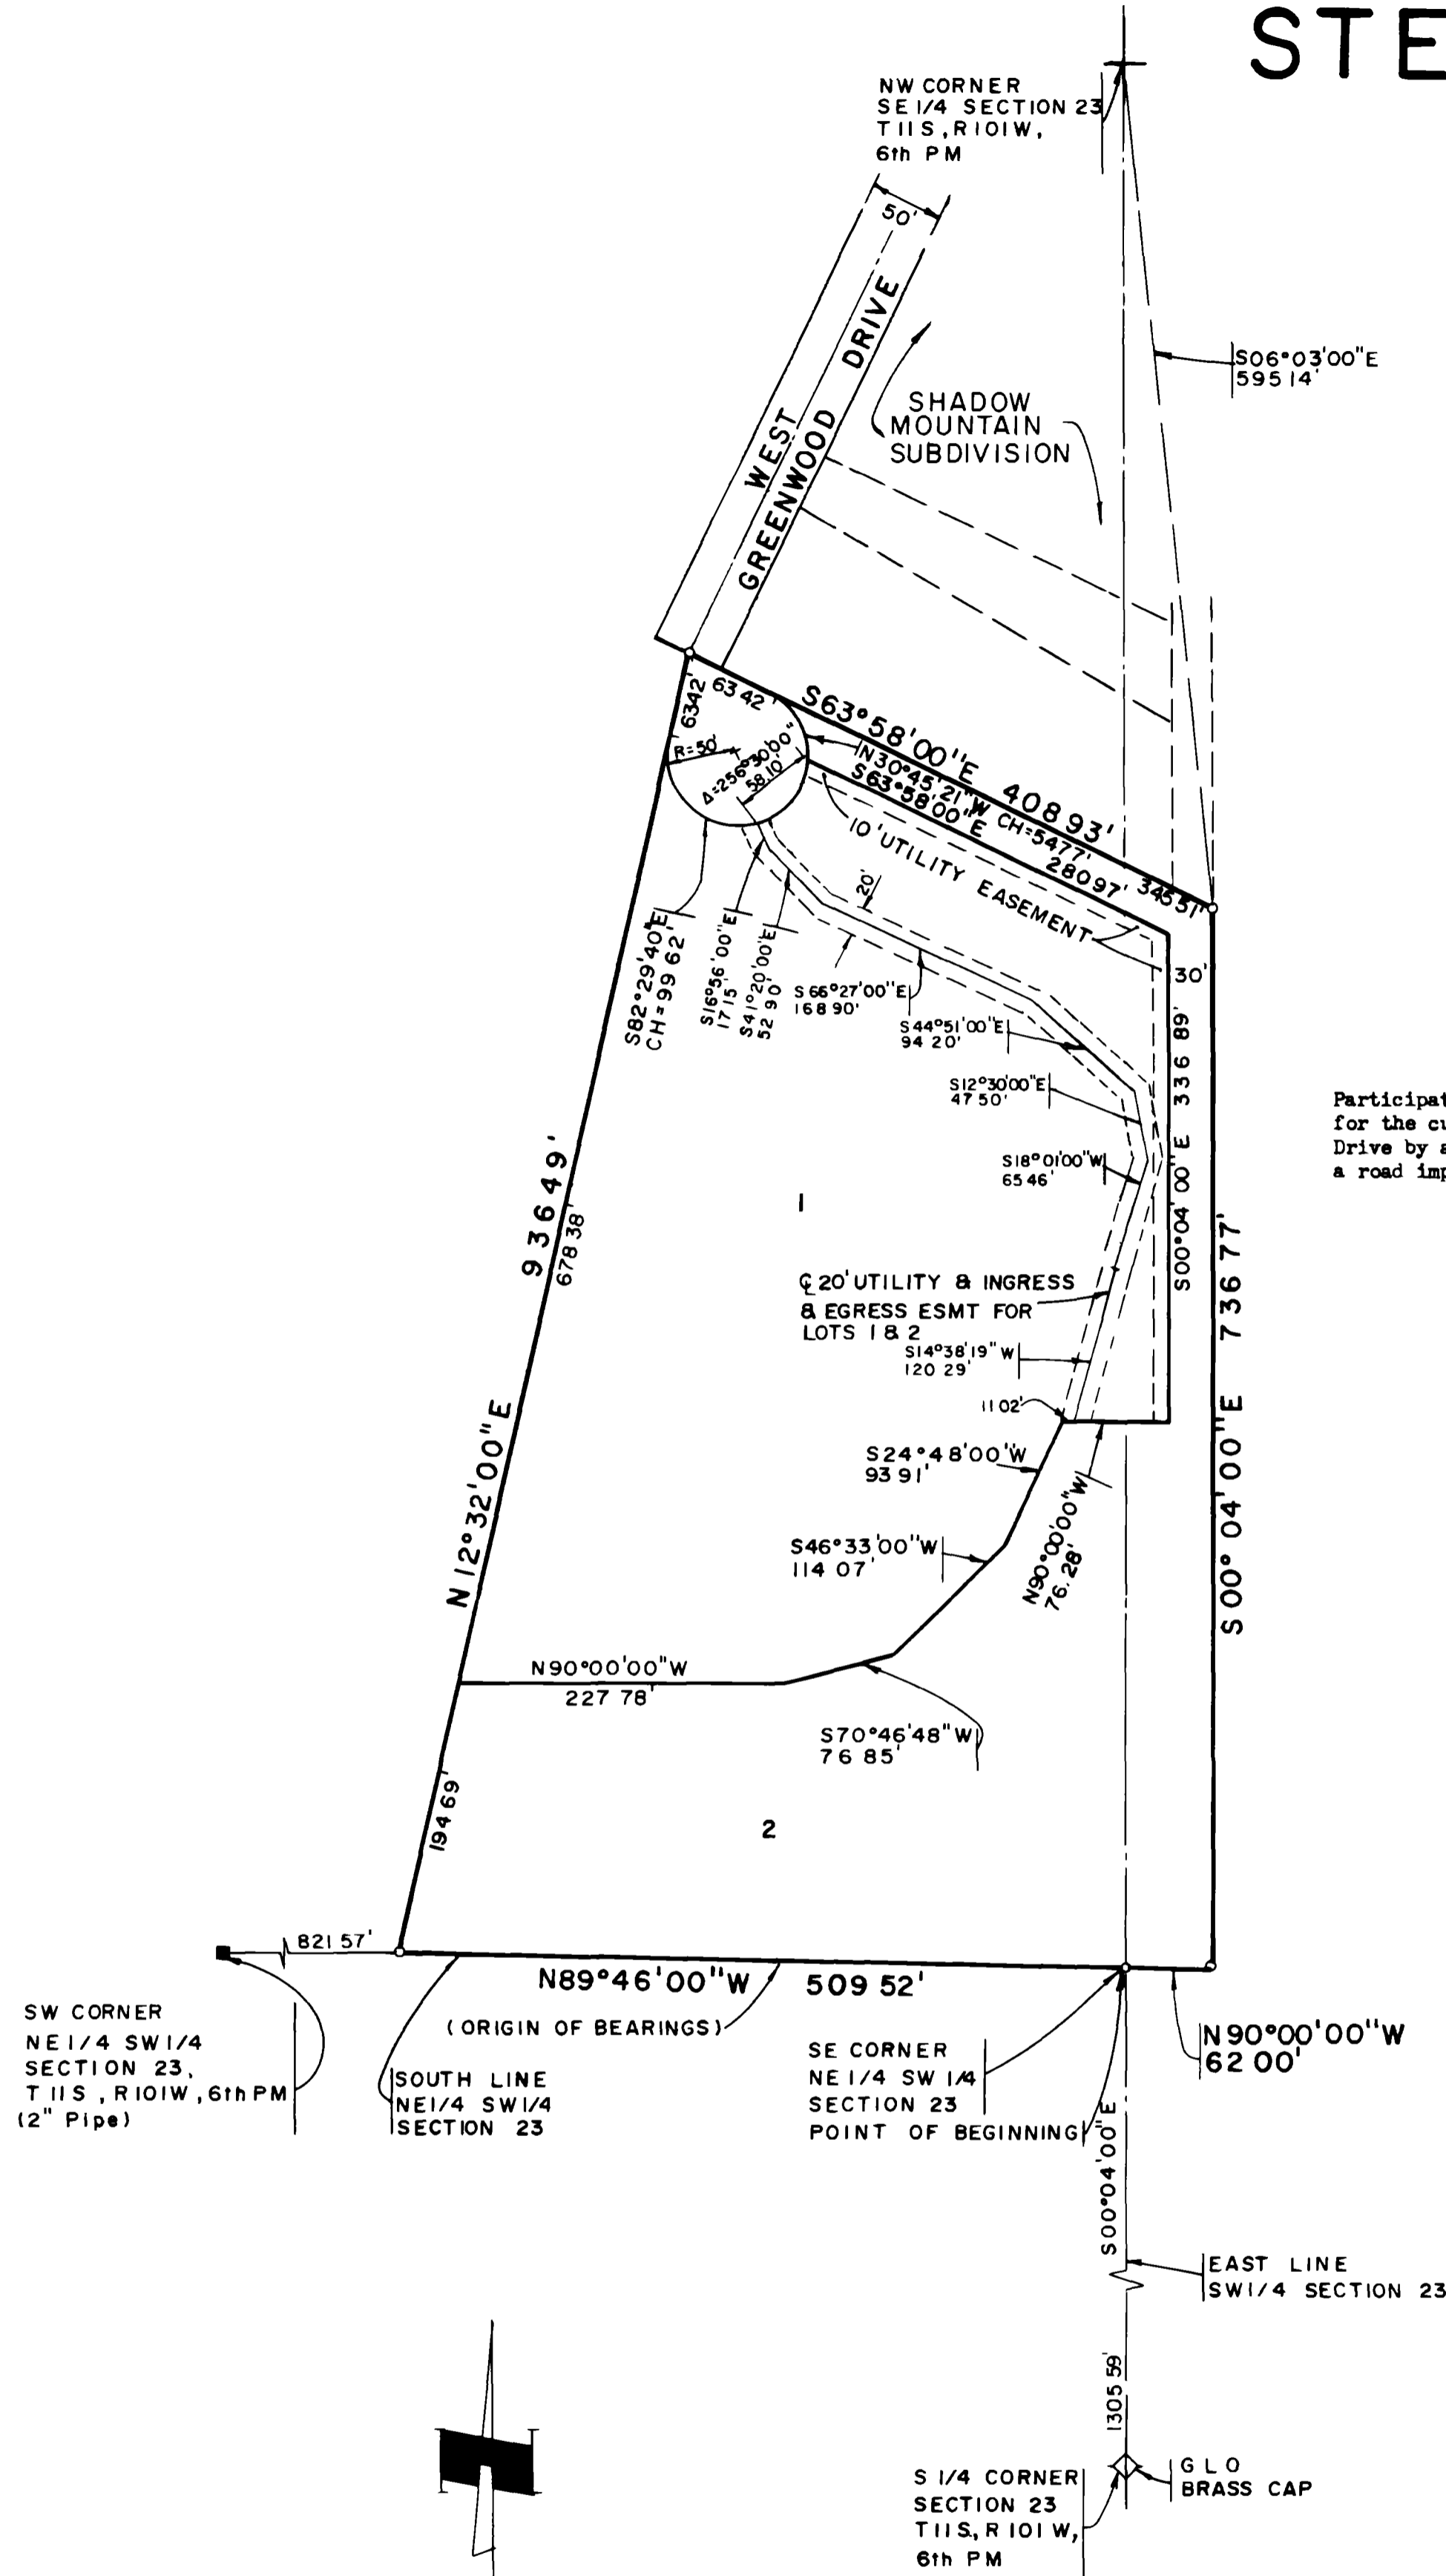 STE
NW CORNER
SE 1/4 SECTION 23
T11S, R101W,
6th PM
50'
WEST
GREENWOOD DRIVE
SHADOW
MOUNTAIN
SUBDIVISION
S06°03'00"E
595 14'
63 42'
63 42'
S63°58'00"E 408 93'
R=50'
Δ=256°30'00"
58.10'
N30°45'21"W CH=54 77'
S63°58'00"E 280 97'
345 51'
10' UTILITY EASEMENT
30'
20'
S82°29'40"E
CH=99 62'
S16°56'00"E
17 15'
S41°20'00"E
52 90'
S66°27'00"E
168 90'
S44°51'00"E
94 20'
S12°30'00"E
47 50'
S18°01'00"W
65 46'
S00°04'00"E 336 89'
Participat
for the cu
Drive by a
a road imp
936 49'
678 38'
N12°32'00"E
1
℄ 20' UTILITY & INGRESS
& EGRESS ESMT FOR
LOTS 1 & 2
S14°38'19"W
120 29'
11 02'
S00°04'00"E 736 77'
S24°48'00"W
93 91'
S46°33'00"W
114 07'
N90°00'00"W
76.28'
N90°00'00"W
227 78'
S70°46'48"W
76 85'
194 69'
2
821 57'
N89°46'00"W 509 52'
(ORIGIN OF BEARINGS)
SW CORNER
NE 1/4 SW 1/4
SECTION 23,
T11S, R101W, 6th PM
(2" Pipe)
SOUTH LINE
NE1/4 SW1/4
SECTION 23
SE CORNER
NE 1/4 SW 1/4
SECTION 23
POINT OF BEGINNING
N90°00'00"W
62 00'
S00°04'00"E
EAST LINE
SW1/4 SECTION 23
1305 59'
S 1/4 CORNER
SECTION 23
T11S, R101W,
6th PM
GLO
BRASS CAP